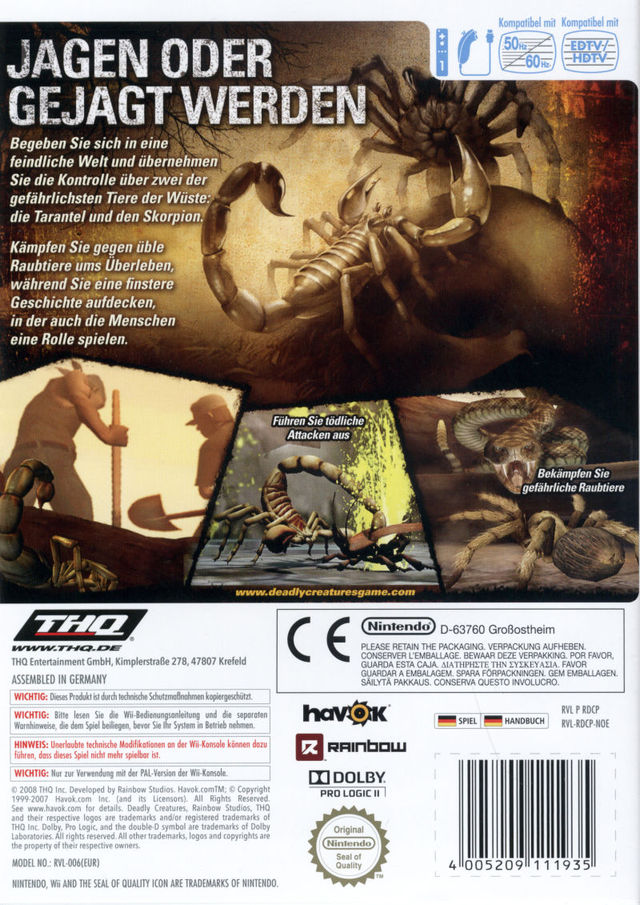 JAGEN ODER
GEJAGT WERDEN
Begeben Sie sich in eine
feindliche Welt und übernehmen
Sie die Kontrolle über zwei der
gefährlichsten Tiere der Wüste:
die Tarantel und den Skorpion.
Kämpfen Sie gegen üble
Raubtiere ums Überleben,
während Sie eine finstere
Geschichte aufdecken,
in der auch die Menschen
eine Rolle spielen.
1
Kompatibel mit
50Hz
60Hz
Kompatibel mit
EDTV/
HDTV
Führen Sie tödliche
Attacken aus
Bekämpfen Sie
gefährliche Raubtiere
www.deadlycreaturesgame.com
THQ®
WWW.THQ.DE
THQ Entertainment GmbH, Kimplerstraße 278, 47807 Krefeld
ASSEMBLED IN GERMANY
WICHTIG: Dieses Produkt ist durch technische Schutzmaßnahmen kopiergeschützt.
WICHTIG: Bitte lesen Sie die Wii-Bedienungsanleitung und die separaten
Warnhinweise, die dem Spiel beiliegen, bevor Sie Ihr System in Betrieb nehmen.
HINWEIS: Unerlaubte technische Modifikationen an der Wii-Konsole können dazu
führen, dass dieses Spiel nicht mehr spielbar ist.
WICHTIG: Nur zur Verwendung mit der PAL-Version der Wii-Konsole.
© 2008 THQ Inc. Developed by Rainbow Studios. Havok.comTM; © Copyright
1999-2007 Havok.com Inc. (and its Licensors). All Rights Reserved.
See www.havok.com for details. Deadly Creatures, Rainbow Studios, THQ
and their respective logos are trademarks and/or registered trademarks of
THQ Inc. Dolby, Pro Logic, and the double-D symbol are trademarks of Dolby
Laboratories. All rights reserved. All other trademarks, logos and copyrights are
the property of their respective owners.
MODEL NO.: RVL-006(EUR)
NINTENDO, Wii AND THE SEAL OF QUALITY ICON ARE TRADEMARKS OF NINTENDO.
CE
Nintendo® D-63760 Großostheim
PLEASE RETAIN THE PACKAGING. VERPACKUNG AUFHEBEN.
CONSERVER L'EMBALLAGE. BEWAAR DEZE VERPAKKING. POR FAVOR,
GUARDA ESTA CAJA. ΔΙΑΤΗΡΗΣΤΕ ΤΗΝ ΣΥΣΚΕΥΑΣΙΑ. FAVOR
GUARDAR A EMBALAGEM. SPARA FÖRPACKNINGEN. GEM EMBALLAGEN.
SÄILYTÄ PAKKAUS. CONSERVA QUESTO INVOLUCRO.
havok
RAINBOW
DOLBY
PRO LOGIC II
Original
Nintendo®
Seal of
Quality
TM
SPIEL
HANDBUCH
RVL P RDCP
RVL-RDCP-NOE
4 005209 111935